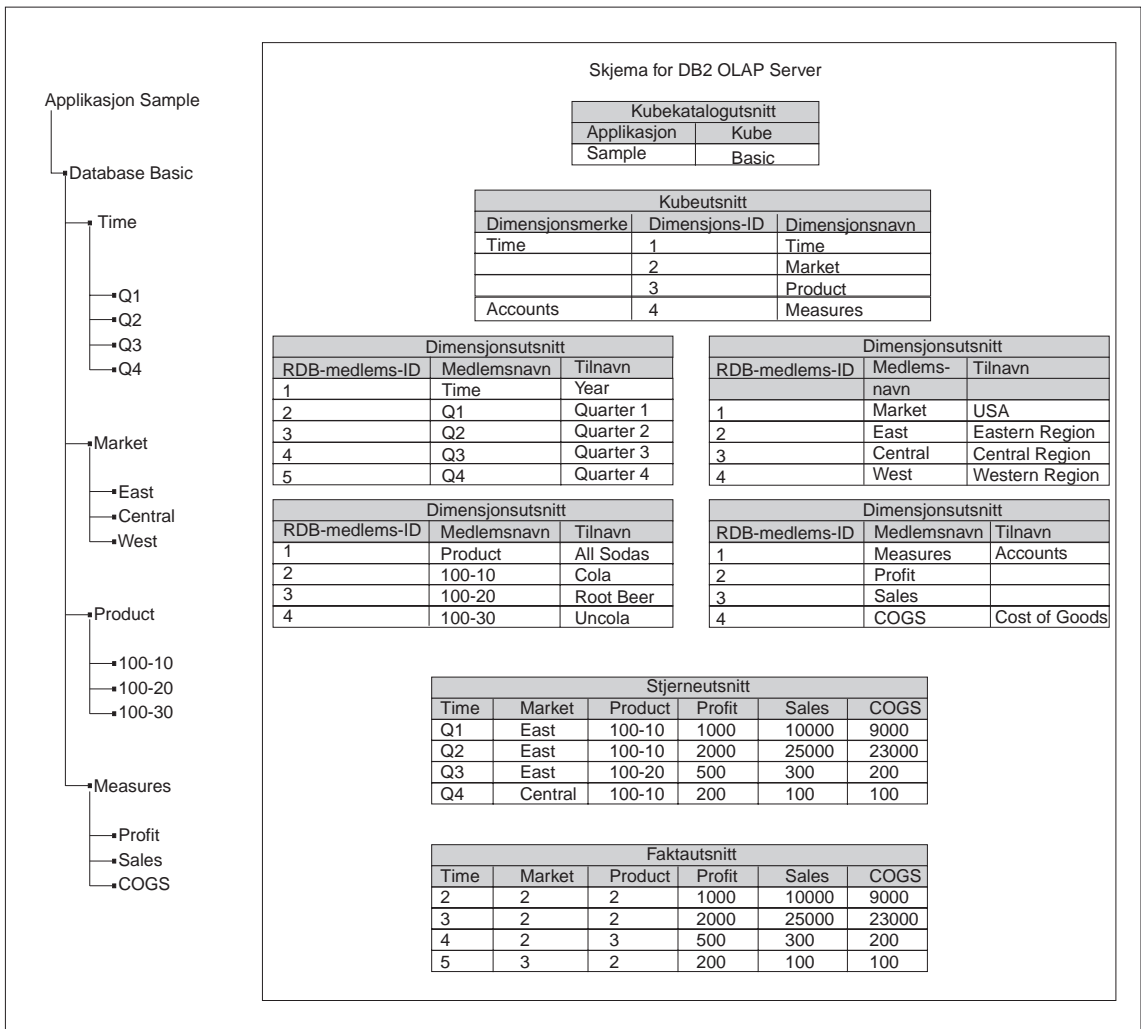 Applikasjon Sample
Database Basic
Time
Q1
Q2
Q3
Q4
Market
East
Central
West
Product
100-10
100-20
100-30
Measures
Profit
Sales
COGS
Skjema for DB2 OLAP Server
Kubekatalogutsnitt
Applikasjon Kube
Sample Basic
Kubeutsnitt
Dimensjonsmerke Dimensjons-ID Dimensjonsnavn
Time 1 Time
2 Market
3 Product
Accounts 4 Measures
Dimensjonsutsnitt
RDB-medlems-ID Medlemsnavn Tilnavn
1 Time Year
2 Q1 Quarter 1
3 Q2 Quarter 2
4 Q3 Quarter 3
5 Q4 Quarter 4
Dimensjonsutsnitt
RDB-medlems-ID Medlems- Tilnavn
navn
1 Market USA
2 East Eastern Region
3 Central Central Region
4 West Western Region
Dimensjonsutsnitt
RDB-medlems-ID Medlemsnavn Tilnavn
1 Product All Sodas
2 100-10 Cola
3 100-20 Root Beer
4 100-30 Uncola
Dimensjonsutsnitt
RDB-medlems-ID Medlemsnavn Tilnavn
1 Measures Accounts
2 Profit
3 Sales
4 COGS Cost of Goods
Stjerneutsnitt
Time Market Product Profit Sales COGS
Q1 East 100-10 1000 10000 9000
Q2 East 100-10 2000 25000 23000
Q3 East 100-20 500 300 200
Q4 Central 100-10 200 100 100
Faktautsnitt
Time Market Product Profit Sales COGS
2 2 2 1000 10000 9000
3 2 2 2000 25000 23000
4 2 3 500 300 200
5 3 2 200 100 100